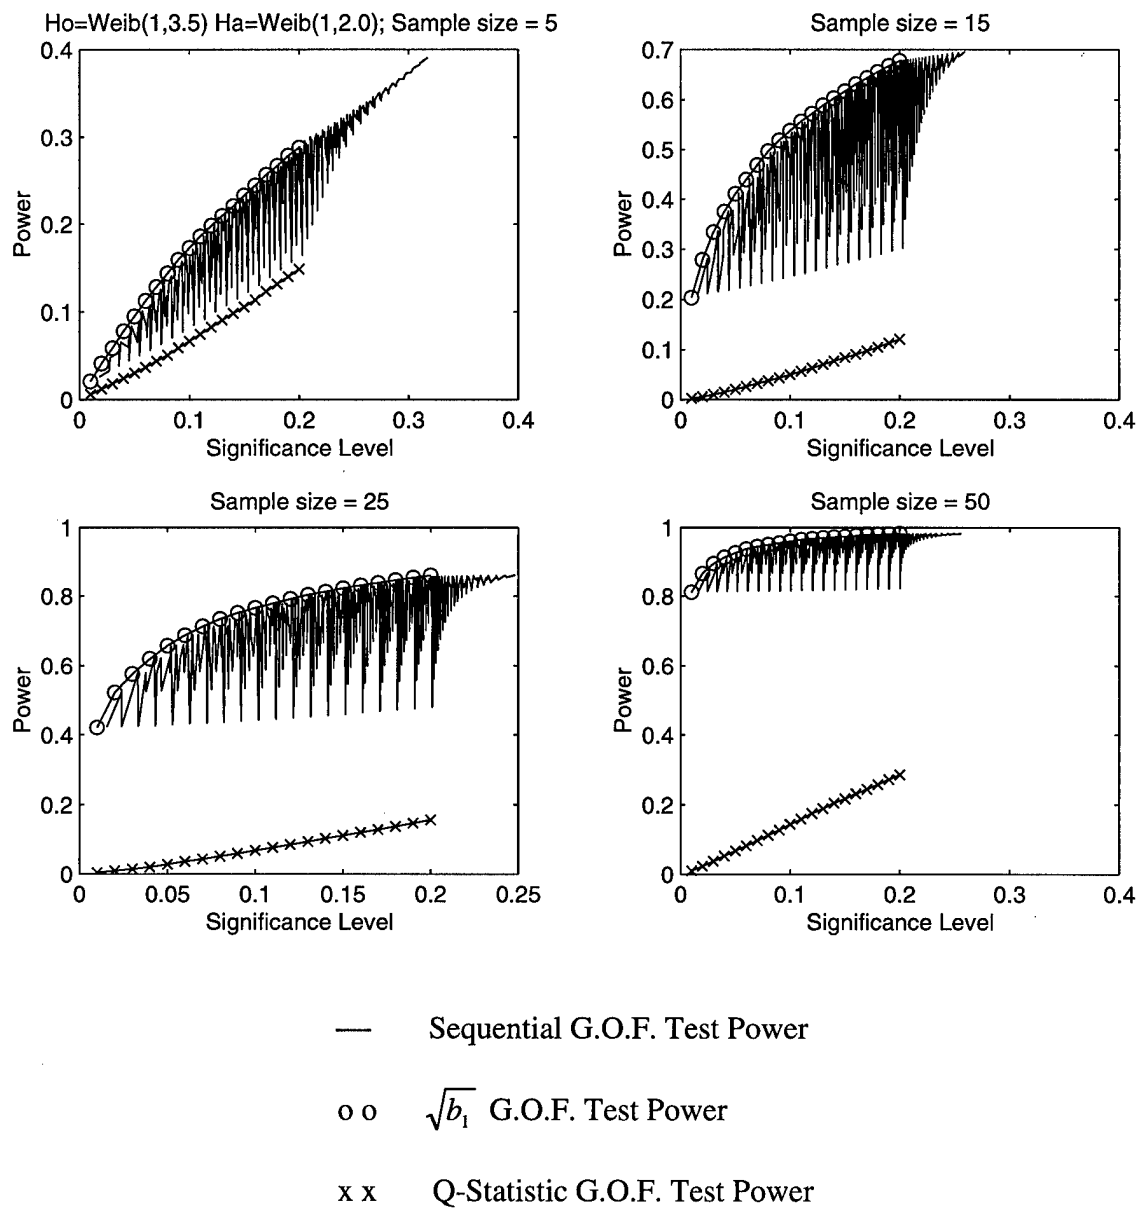 Ho=Weib(1,3.5) Ha=Weib(1,2.0); Sample size = 5
0.4
0.3
0.2
0.1
0
Power
0 0.1 0.2 0.3 0.4
Significance Level
Sample size = 15
0.7
0.6
0.5
0.4
0.3
0.2
0.1
0
Power
0 0.1 0.2 0.3 0.4
Significance Level
Sample size = 25
1
0.8
0.6
0.4
0.2
0
Power
0 0.05 0.1 0.15 0.2 0.25
Significance Level
Sample size = 50
1
0.8
0.6
0.4
0.2
0
Power
0 0.1 0.2 0.3 0.4
Significance Level
— Sequential G.O.F. Test Power
o o √b₁ G.O.F. Test Power
x x Q-Statistic G.O.F. Test Power